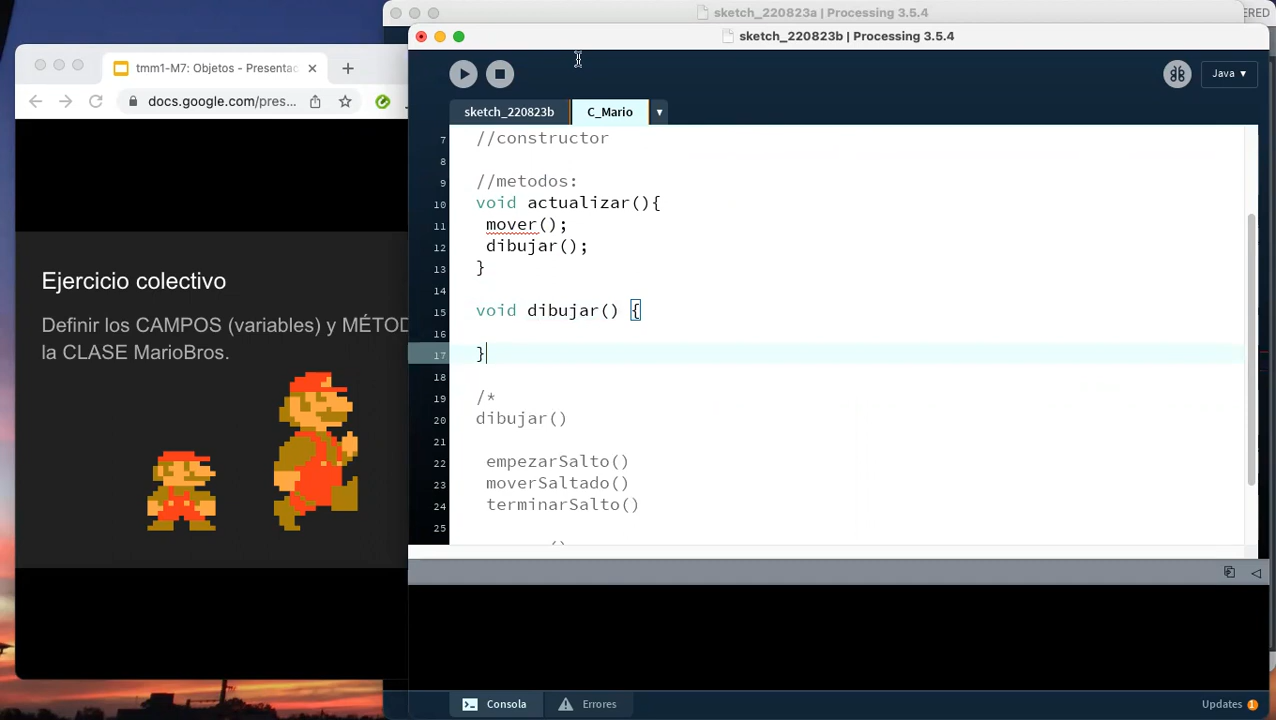 sketch_220823a | Processing 3.5.4
ERED
sketch_220823b | Processing 3.5.4
tmm1-M7: Objetos - Presentac
docs.google.com/pres...
Java ▾
sketch_220823b
C_Mario
7 //constructor
8
9 //metodos:
10 void actualizar(){
11 mover();
12 dibujar();
13 }
14
15 void dibujar() {
16
17 }
18
19 /*
20 dibujar()
21
22 empezarSalto()
23 moverSaltado()
24 terminarSalto()
25
Ejercicio colectivo
Definir los CAMPOS (variables) y MÉTOD
la CLASE MarioBros.
Consola
Errores
Updates 1